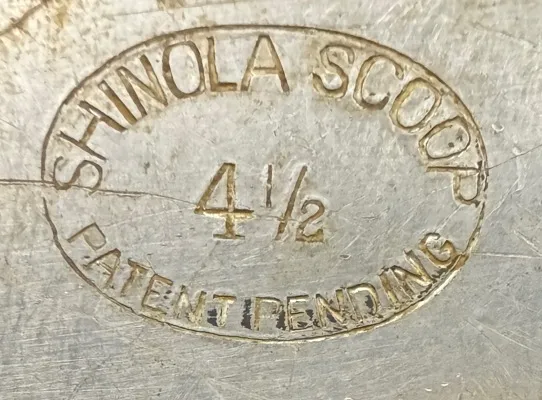 SHINOLA SCOOP
4 1/2
PATENT PENDING